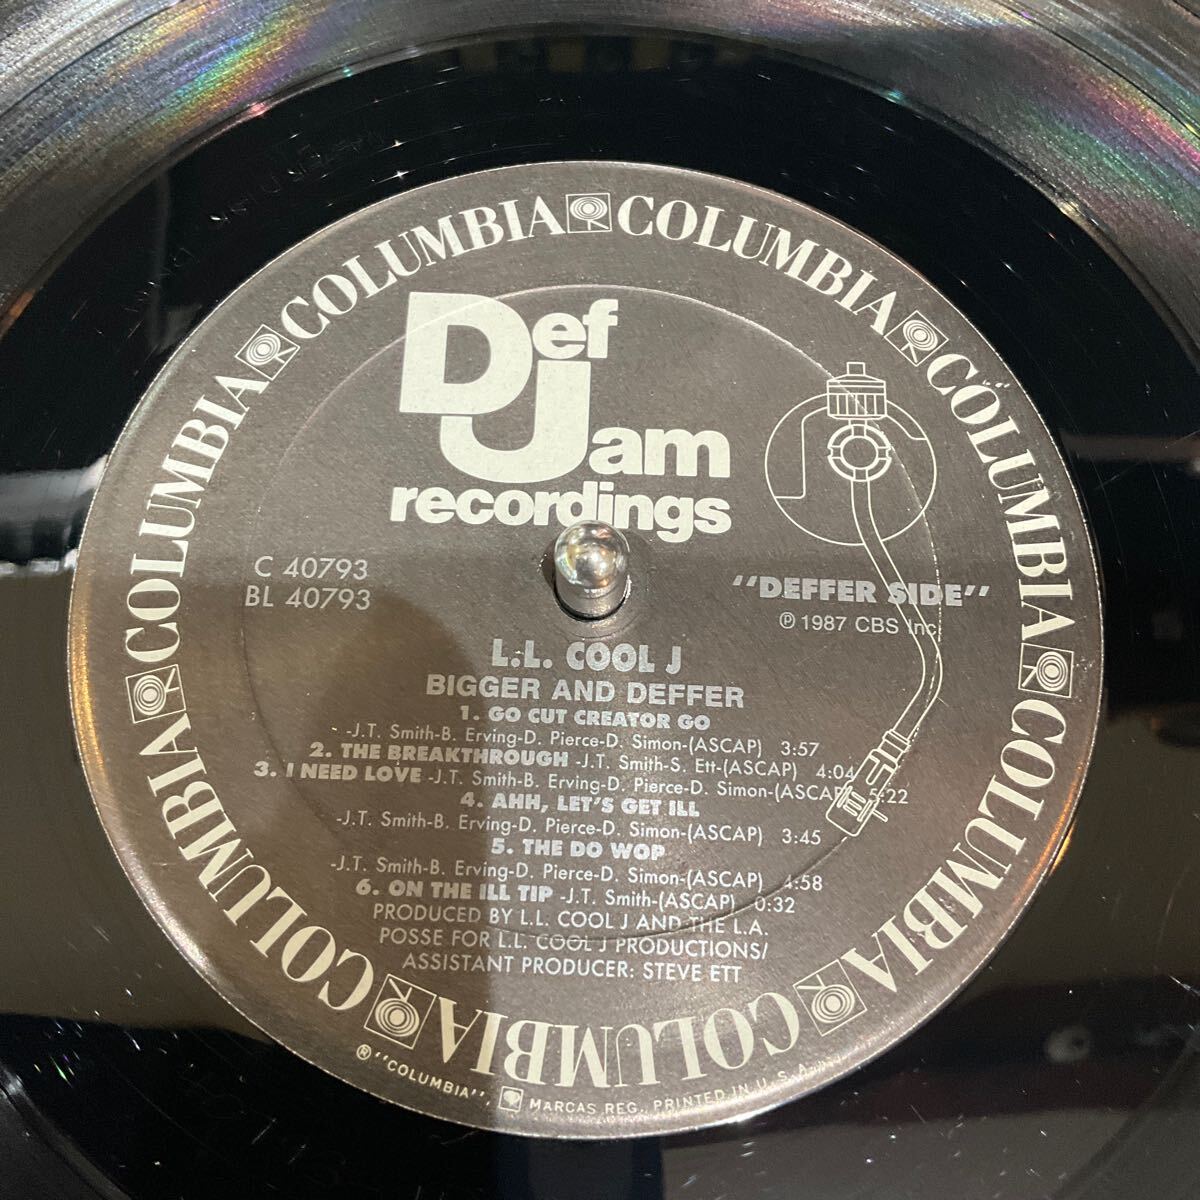 COLUMBIA COLUMBIA COLUMBIA COLUMBIA COLUMBIA COLUMBIA COLUMBIA COLUMBIA COLUMBIA
Def
Jam
recordings
C 40793
BL 40793
"DEFFER SIDE"
℗ 1987 CBS Inc.
L.L. COOL J
BIGGER AND DEFFER
1. GO CUT CREATOR GO
-J.T. Smith-B. Erving-D. Pierce-D. Simon-(ASCAP) 3:57
2. THE BREAKTHROUGH -J.T. Smith-S. Ett-(ASCAP) 4:04
3. I NEED LOVE -J.T. Smith-B. Erving-D. Pierce-D. Simon-(ASCAP) 5:22
4. AHH, LET'S GET ILL
-J.T. Smith-B. Erving-D. Pierce-D. Simon-(ASCAP) 3:45
5. THE DO WOP
-J.T. Smith-B. Erving-D. Pierce-D. Simon-(ASCAP) 4:58
6. ON THE ILL TIP -J.T. Smith-(ASCAP) 0:32
PRODUCED BY L.L. COOL J AND THE L.A.
POSSE FOR L.L. COOL J PRODUCTIONS/
ASSISTANT PRODUCER: STEVE ETT
® "COLUMBIA", MARCAS REG. PRINTED IN U.S.A.